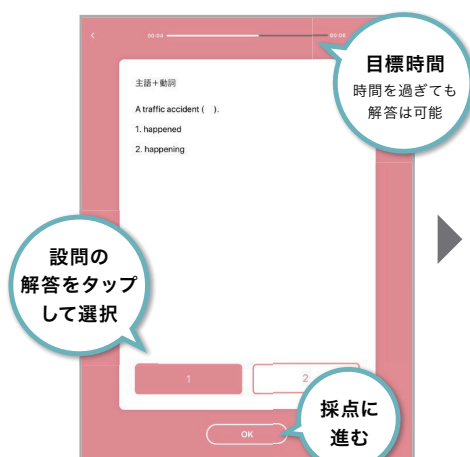 00:04
00:06
目標時間
時間を過ぎても
解答は可能
主語＋動詞
A traffic accident (   ).
1. happened
2. happening
設問の
解答をタップ
して選択
1
2
採点に
進む
OK